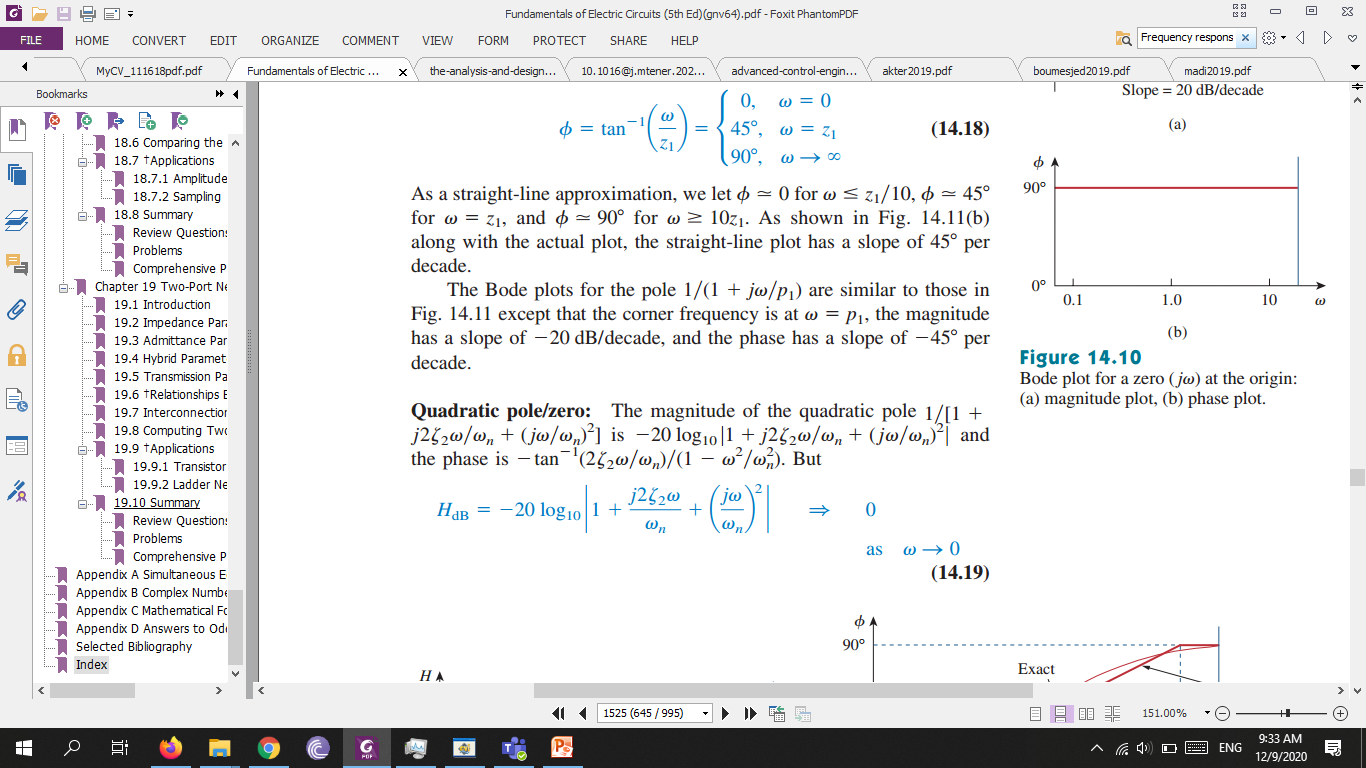 Fundamentals of Electric Circuits (5th Ed)(gnv64).pdf - Foxit PhantomPDF
FILE HOME CONVERT EDIT ORGANIZE COMMENT VIEW FORM PROTECT SHARE HELP
Frequency respons
MyCV_111618pdf.pdf
Fundamentals of Electric ...
the-analysis-and-design...
10.1016@j.mtener.202...
advanced-control-engin...
akter2019.pdf
boumesjed2019.pdf
madi2019.pdf
Bookmarks
18.6 Comparing the
18.7 †Applications
18.7.1 Amplitude
18.7.2 Sampling
18.8 Summary
Review Questions
Problems
Comprehensive P
Chapter 19 Two-Port Ne
19.1 Introduction
19.2 Impedance Para
19.3 Admittance Par
19.4 Hybrid Paramet
19.5 Transmission Pa
19.6 †Relationships B
19.7 Interconnection
19.8 Computing Two
19.9 †Applications
19.9.1 Transistor
19.9.2 Ladder Ne
19.10 Summary
Review Questions
Problems
Comprehensive P
Appendix A Simultaneous E
Appendix B Complex Numbe
Appendix C Mathematical Fo
Appendix D Answers to Odd
Selected Bibliography
Index
ϕ = tan⁻¹(ω/z₁) = { 0, ω = 0
45°, ω = z₁
90°, ω → ∞
(14.18)
As a straight-line approximation, we let ϕ ≃ 0 for ω ≤ z₁/10, ϕ ≃ 45°
for ω = z₁, and ϕ ≃ 90° for ω ≥ 10z₁. As shown in Fig. 14.11(b)
along with the actual plot, the straight-line plot has a slope of 45° per
decade.
The Bode plots for the pole 1/(1 + jω/p₁) are similar to those in
Fig. 14.11 except that the corner frequency is at ω = p₁, the magnitude
has a slope of −20 dB/decade, and the phase has a slope of −45° per
decade.
Quadratic pole/zero: The magnitude of the quadratic pole 1/[1 +
j2ζ₂ω/ωₙ + (jω/ωₙ)²] is −20 log₁₀|1 + j2ζ₂ω/ωₙ + (jω/ωₙ)²| and
the phase is −tan⁻¹(2ζ₂ω/ωₙ)/(1 − ω²/ωₙ²). But
H_dB = −20 log₁₀ |1 + j2ζ₂ω/ωₙ + (jω/ωₙ)²| ⇒ 0
as ω → 0
(14.19)
H
ϕ
90°
Exact
Slope = 20 dB/decade
(a)
ϕ
90°
0°
0.1 1.0 10 ω
(b)
Figure 14.10
Bode plot for a zero (jω) at the origin:
(a) magnitude plot, (b) phase plot.
1525 (645 / 995)
151.00%
ENG
9:33 AM
12/9/2020